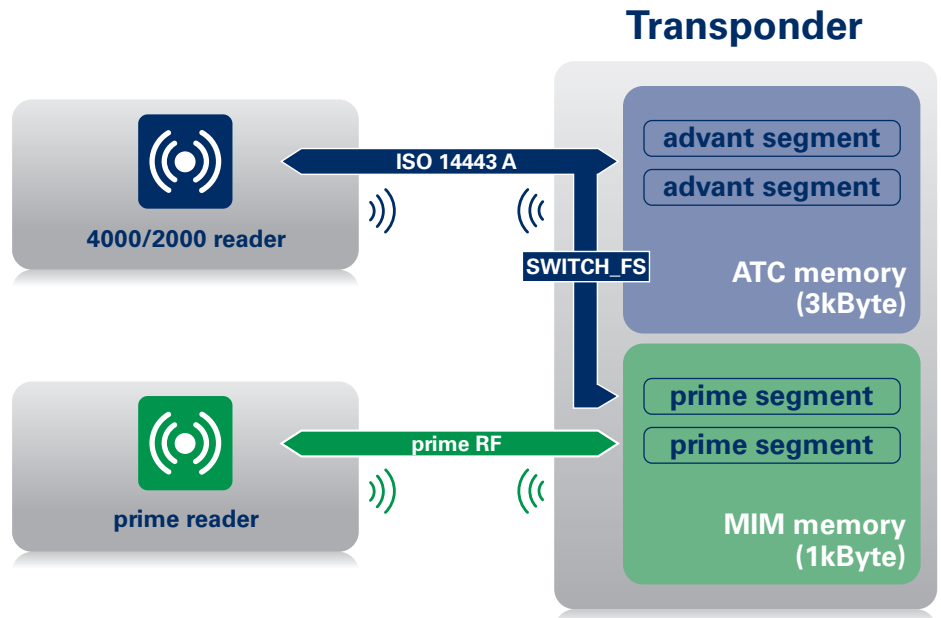 Transponder
ISO 14443 A
4000/2000 reader
SWITCH_FS
advant segment
advant segment
ATC memory
(3kByte)
prime RF
prime reader
prime segment
prime segment
MIM memory
(1kByte)